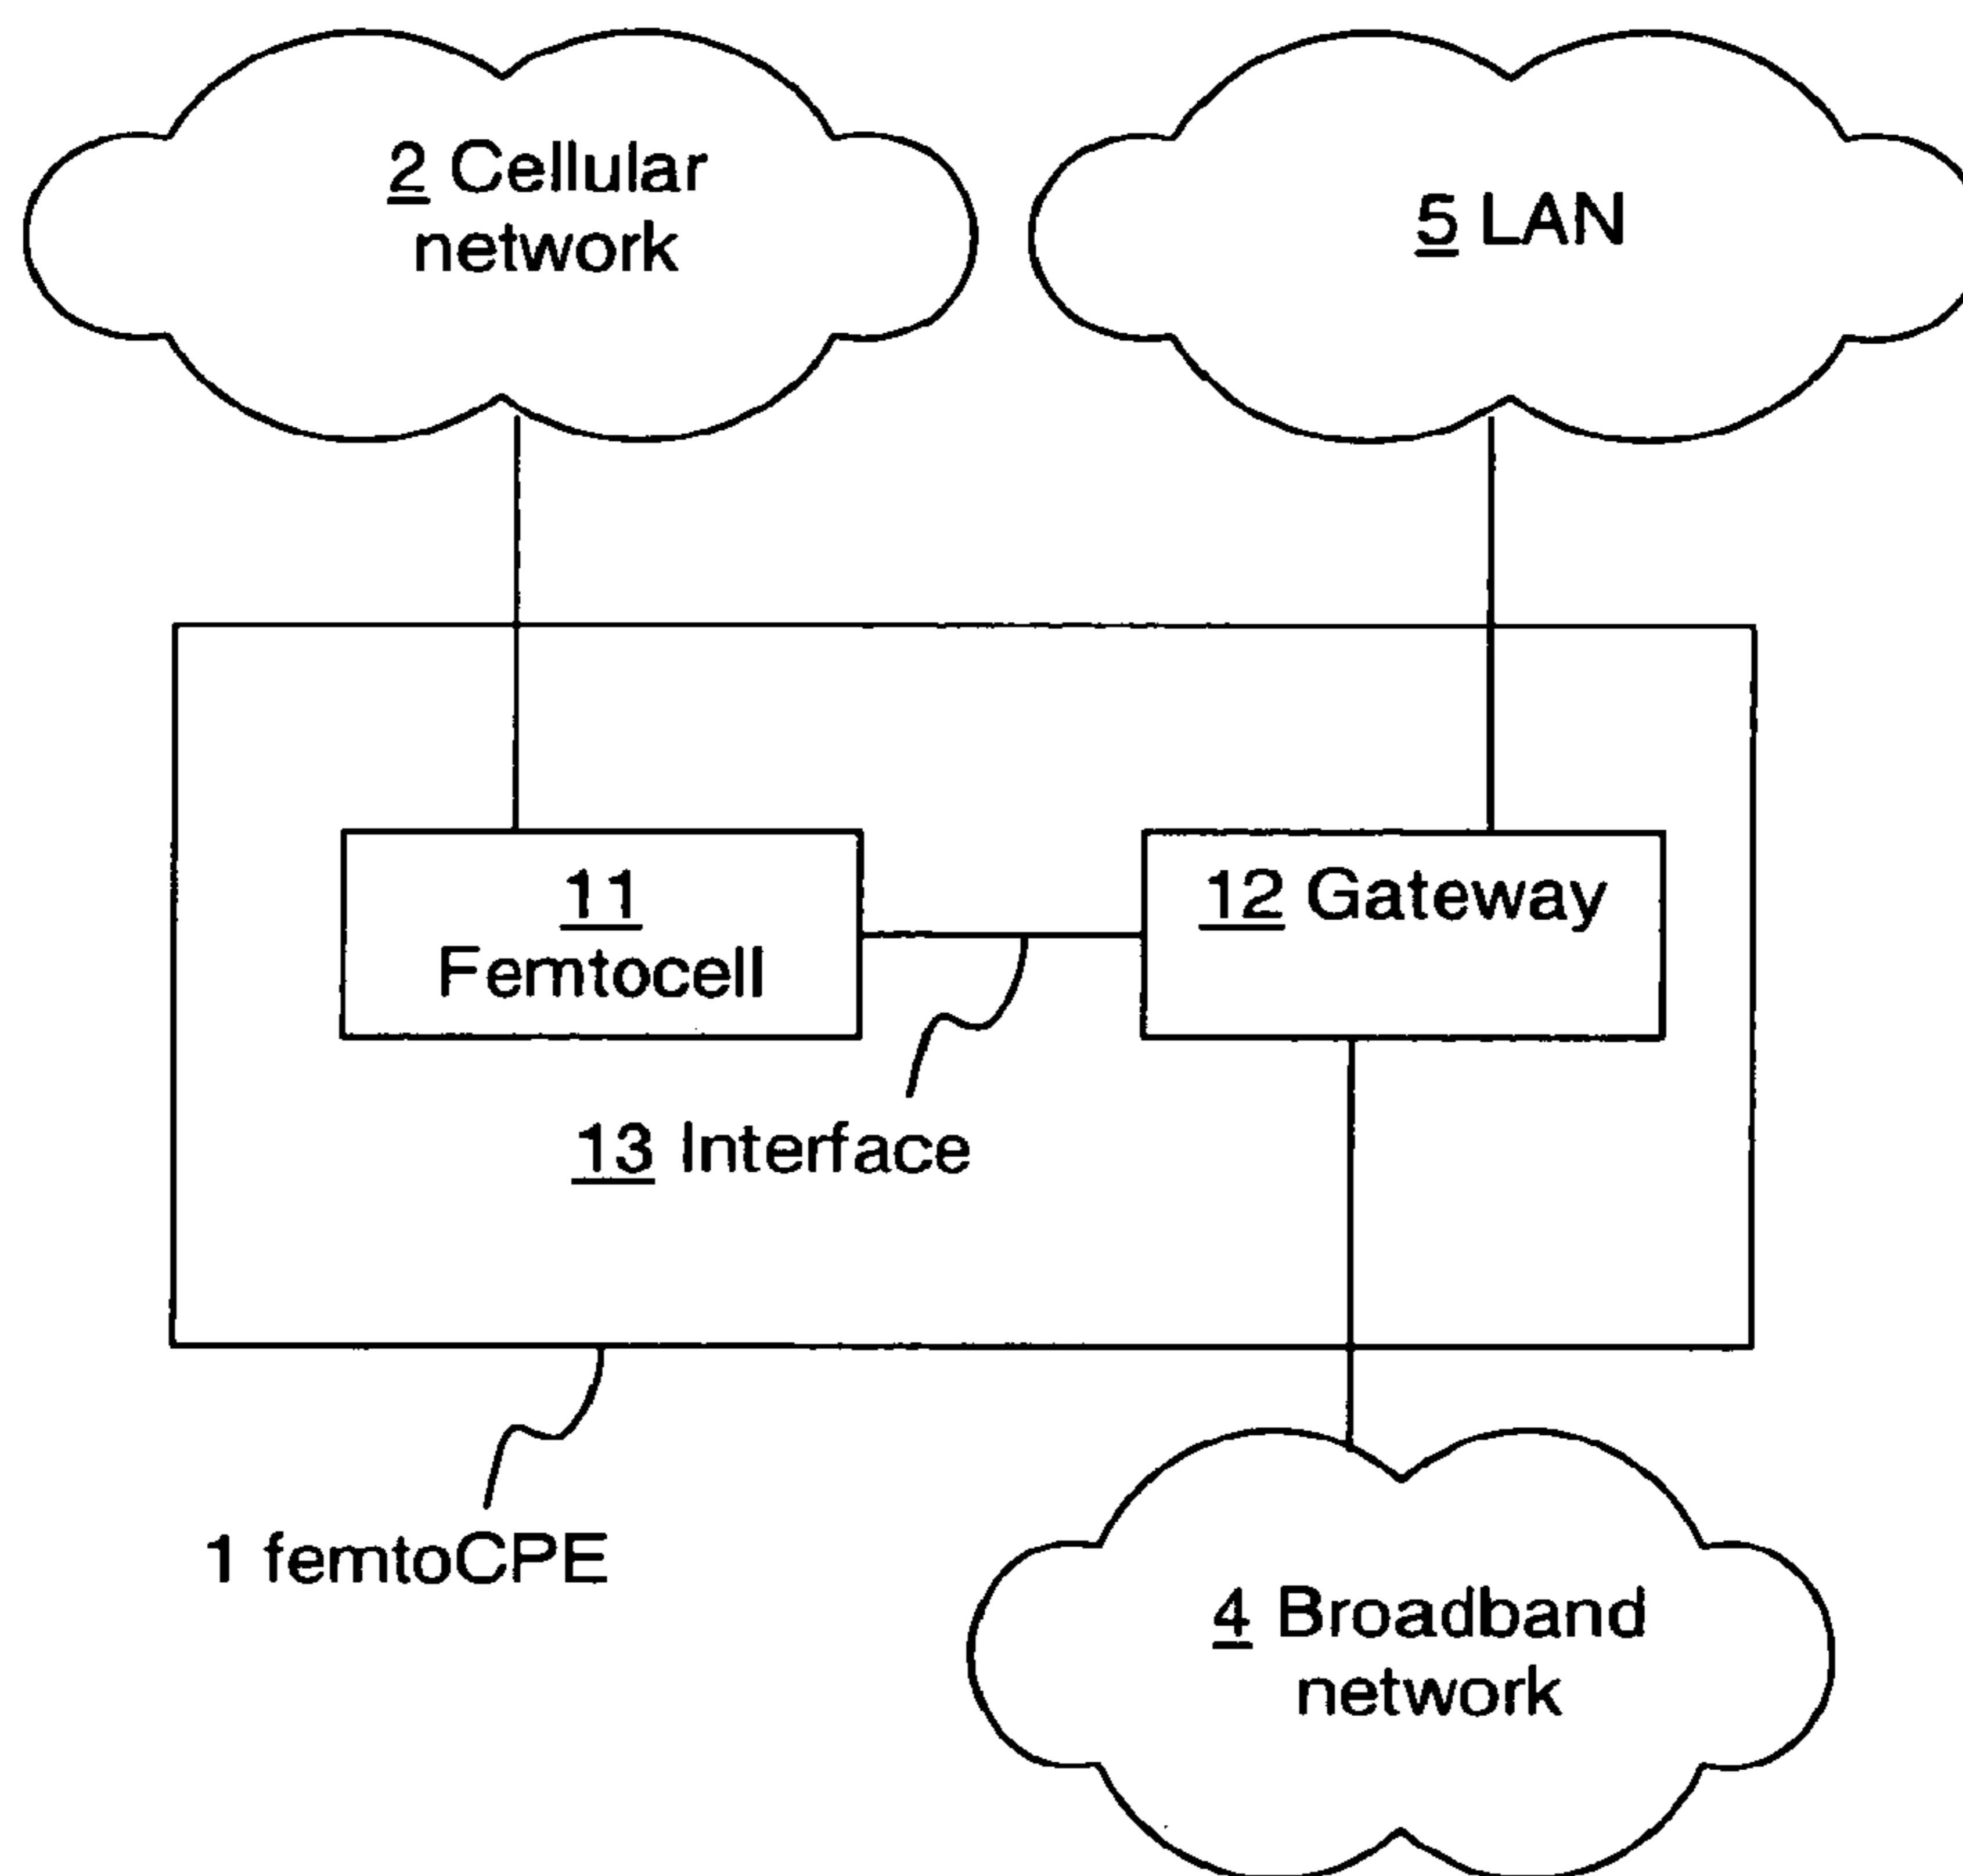 2 Cellular
network
5 LAN
11
Femtocell
12 Gateway
13 Interface
1 femtoCPE
4 Broadband
network